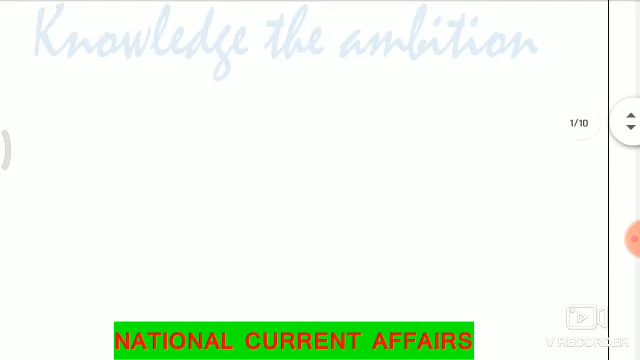 Knowledge the ambition
1/10
NATIONAL CURRENT AFFAIRS
V RECORDER